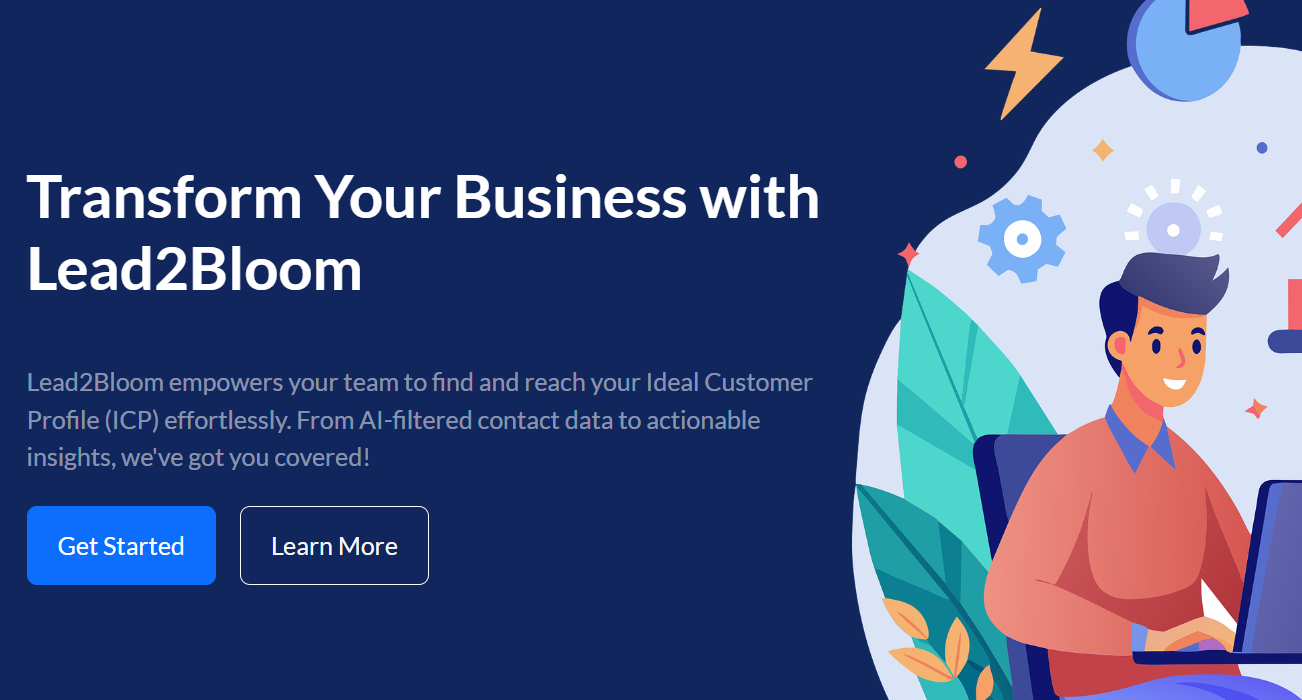 Transform Your Business with
Lead2Bloom
Lead2Bloom empowers your team to find and reach your Ideal Customer
Profile (ICP) effortlessly. From AI-filtered contact data to actionable
insights, we've got you covered!
Get Started
Learn More